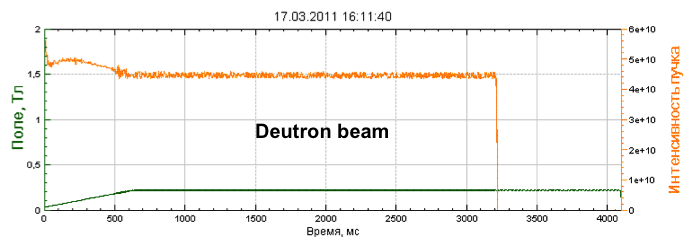 17.03.2011 16:11:40
2
1,5
1
0,5
0
Поле, Тл
6e+10
5e+10
4e+10
3e+10
2e+10
1e+10
0
Интенсивность пучка
Deutron beam
0 500 1000 1500 2000 2500 3000 3500 4000
Время, мс